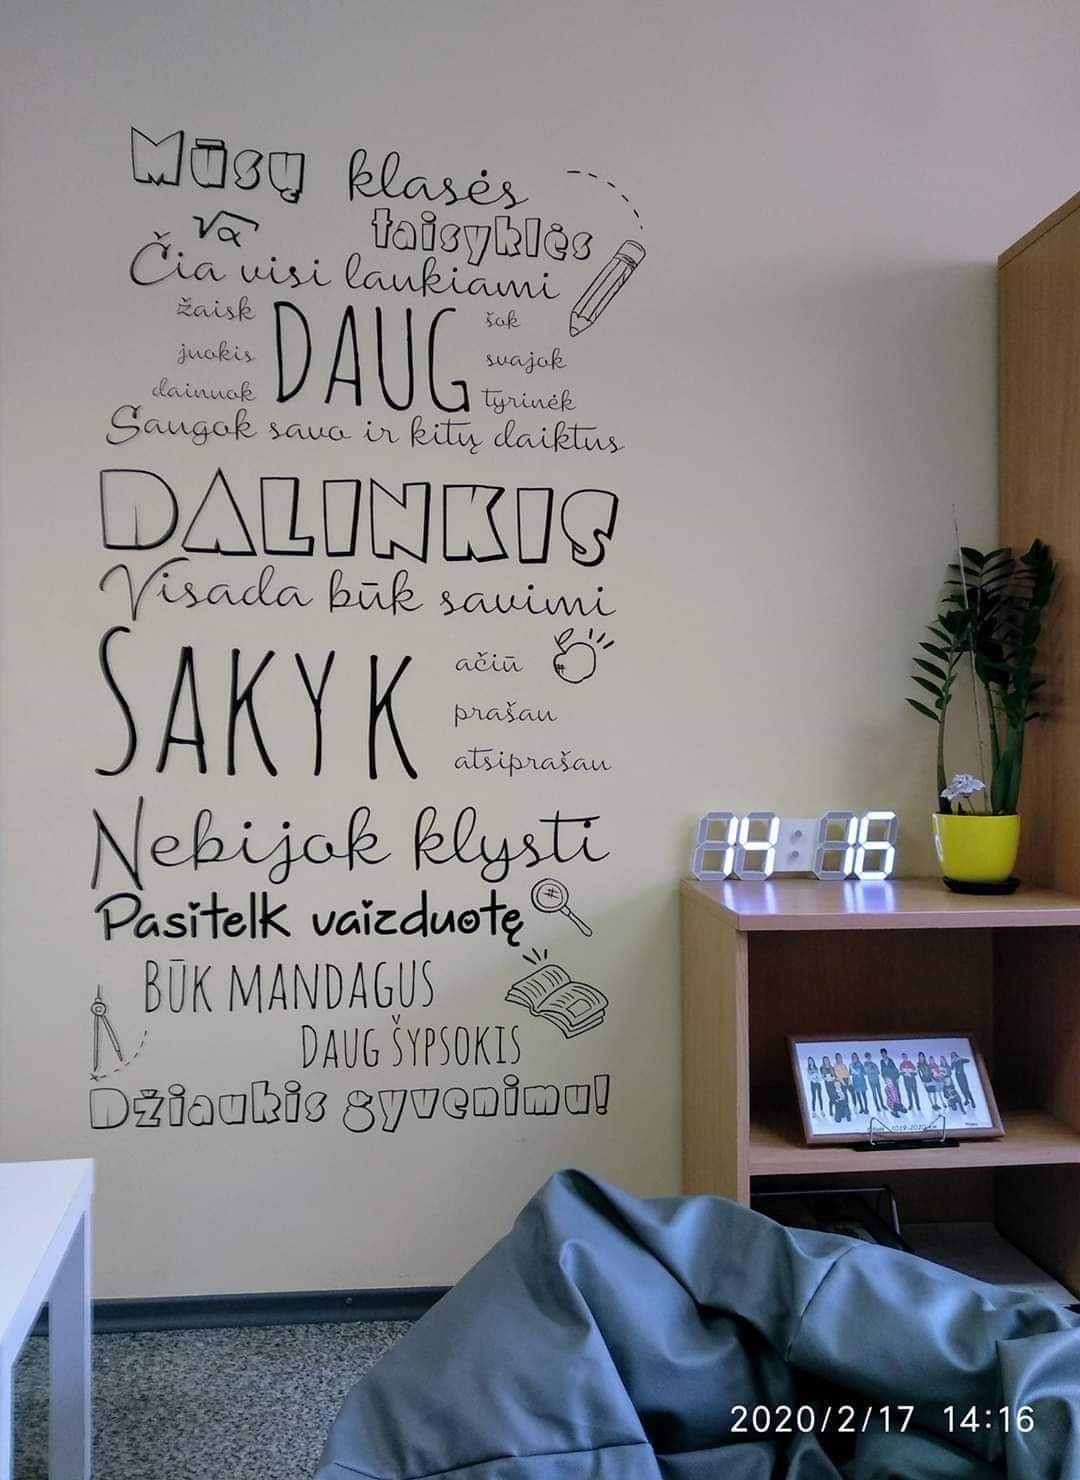 Mūsų klasės
taisyklės
√a
Čia visi laukiami
žaisk DAUG šok
juokis svajok
dainuok tyrinėk
Saugok savo ir kitų daiktus
DALINKIS
Visada būk savimi
SAKYK ačiū
prašau
atsiprašau
Nebijok klysti
Pasitelk vaizduotę
BŪK MANDAGUS
DAUG ŠYPSOKIS
Džiaukis gyvenimu!
14:16
2019-2020
2020/2/17 14:16